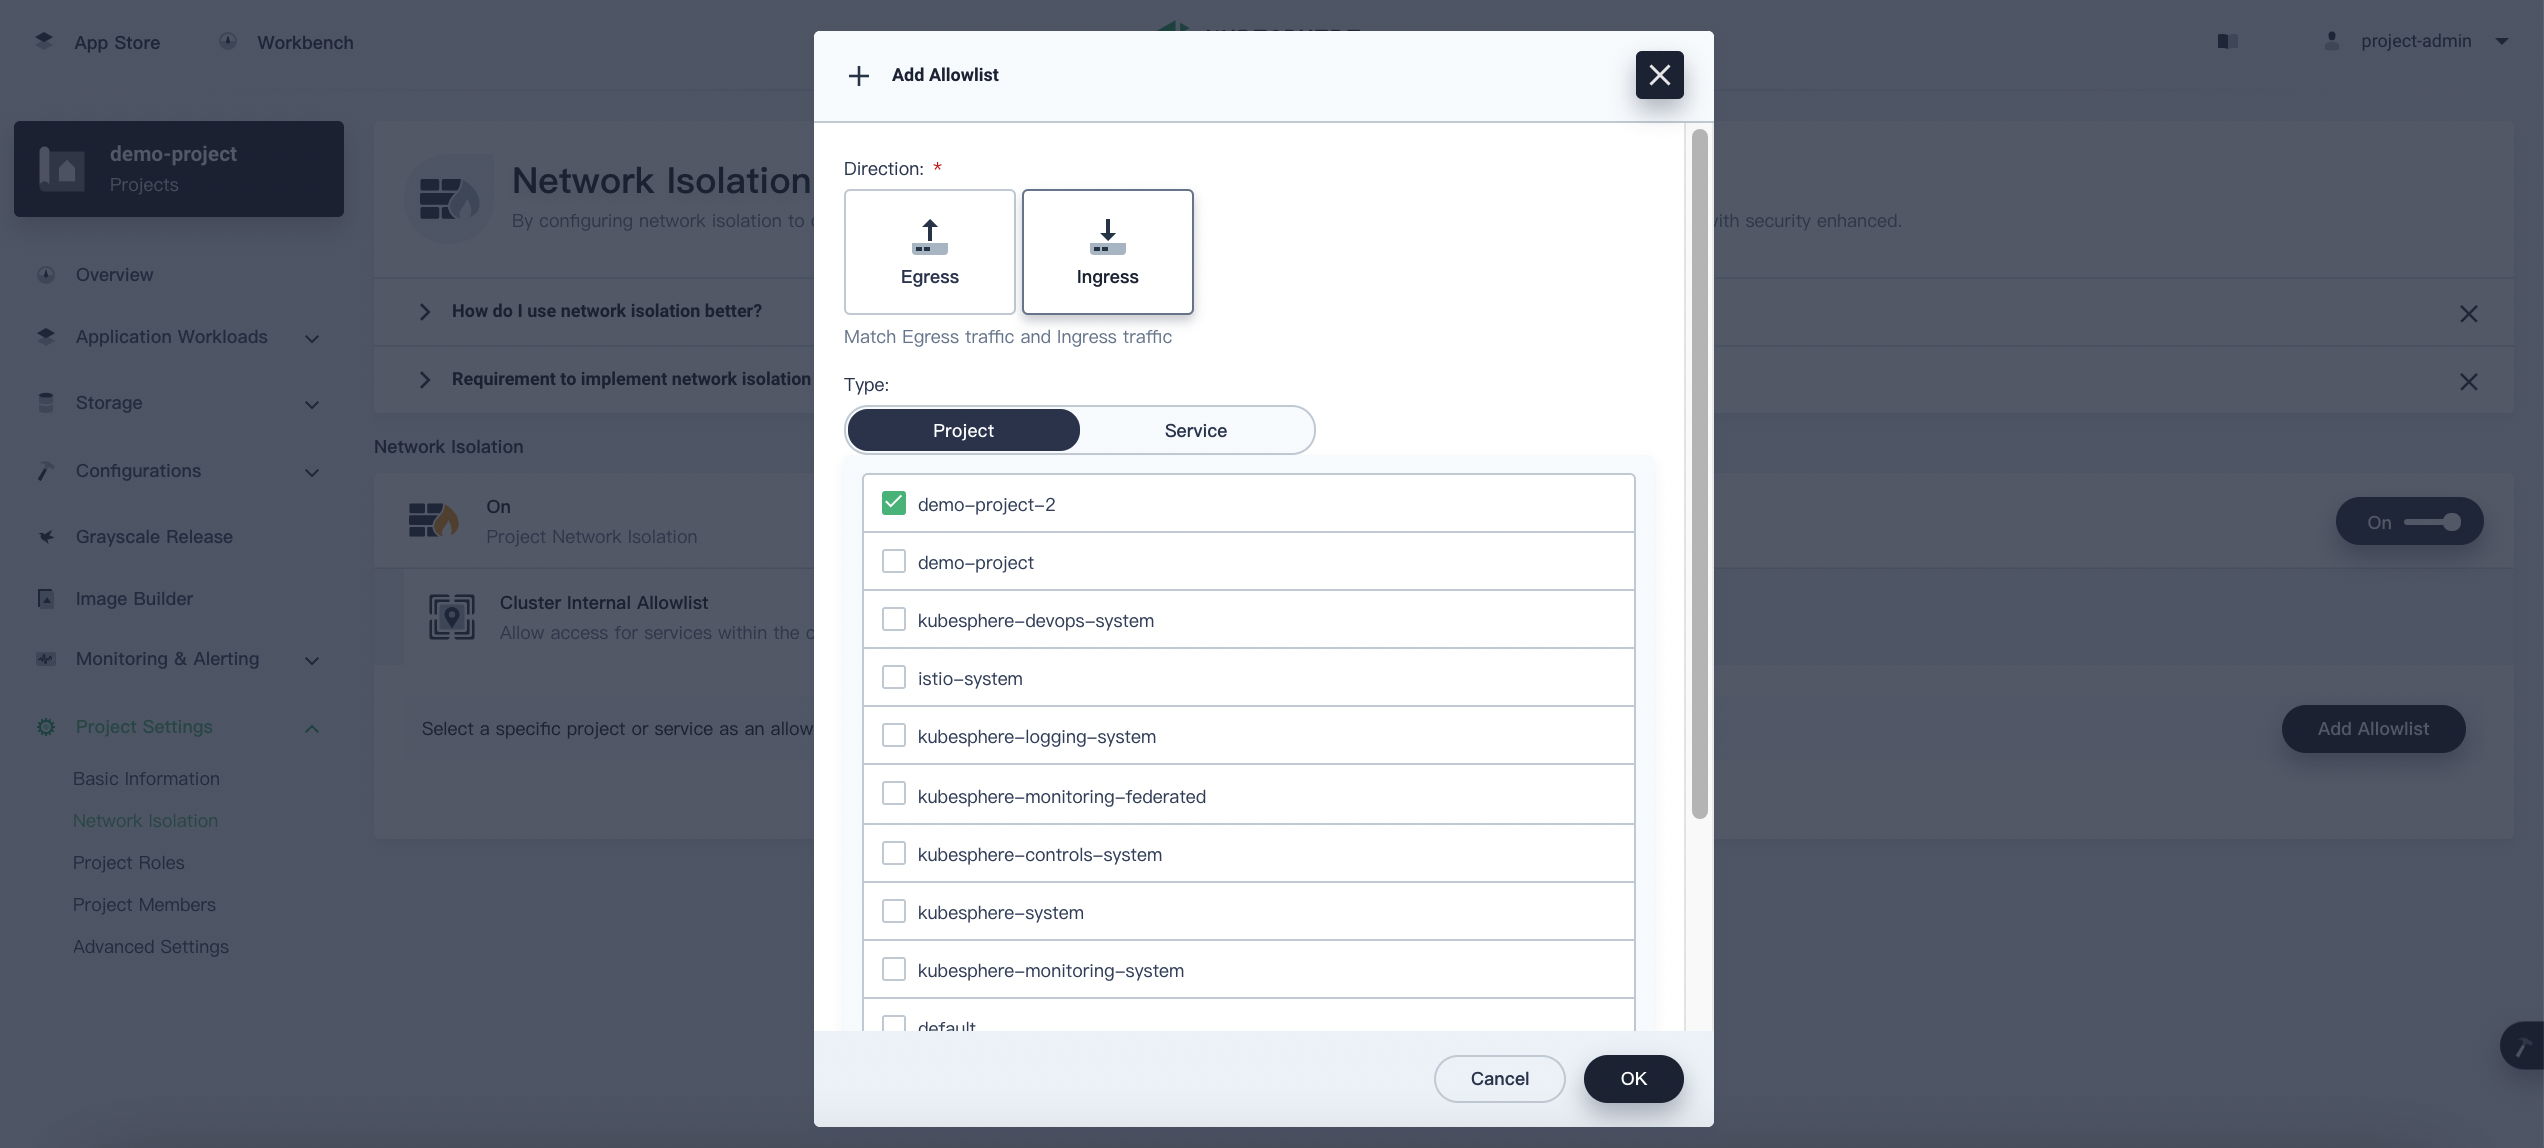 App Store
Workbench
project-admin
demo-project
Projects
Overview
Application Workloads
Storage
Configurations
Grayscale Release
Image Builder
Monitoring & Alerting
Project Settings
Basic Information
Network Isolation
Project Roles
Project Members
Advanced Settings
Network Isolation
By configuring network isolation to
with security enhanced.
How do I use network isolation better?
Requirement to implement network isolation
Network Isolation
On
Project Network Isolation
On
Cluster Internal Allowlist
Allow access for services within the
Select a specific project or service as an allow
Add Allowlist
Add Allowlist
Direction: *
Egress
Ingress
Match Egress traffic and Ingress traffic
Type:
Project
Service
demo-project-2
demo-project
kubesphere-devops-system
istio-system
kubesphere-logging-system
kubesphere-monitoring-federated
kubesphere-controls-system
kubesphere-system
kubesphere-monitoring-system
default
Cancel
OK